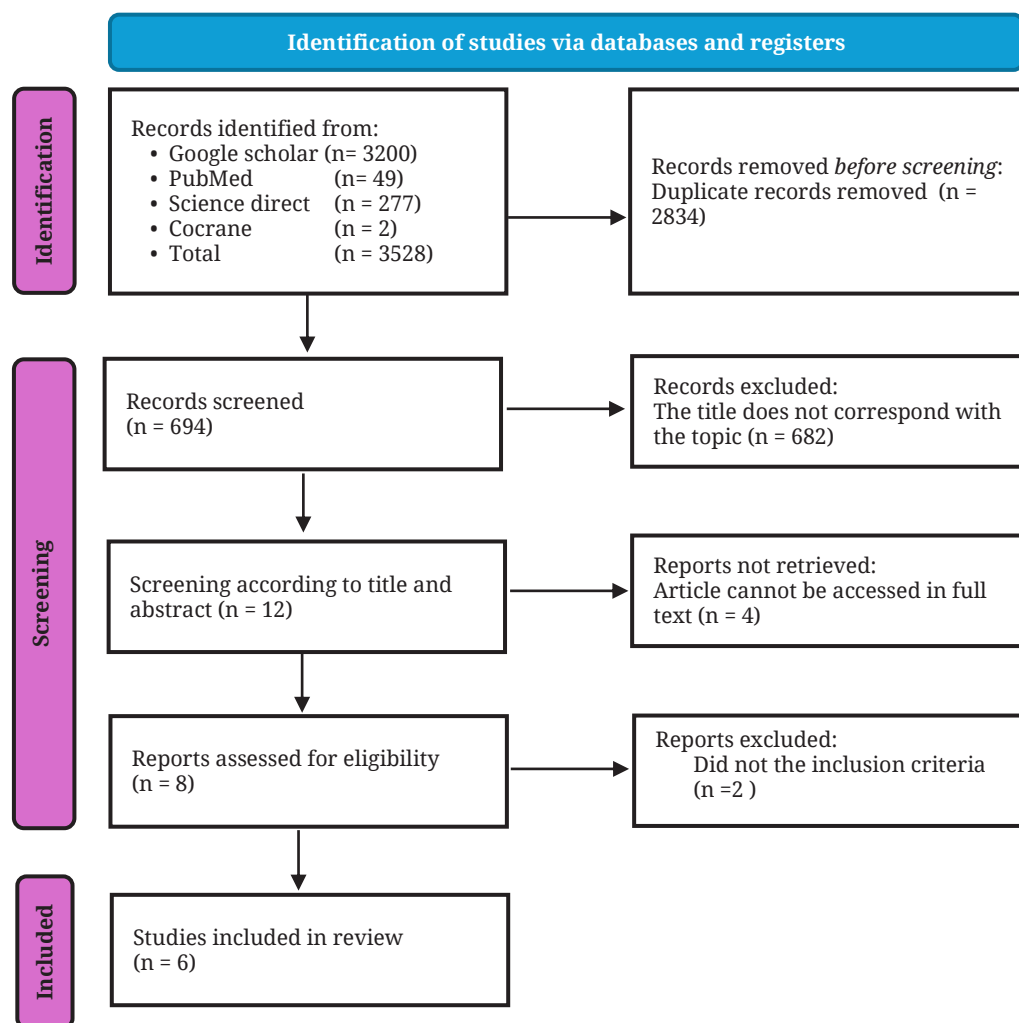 Identification of studies via databases and registers
Identification
Records identified from:
• Google scholar (n= 3200)
• PubMed (n= 49)
• Science direct (n = 277)
• Cocrane (n = 2)
• Total (n = 3528)
Records removed before screening:
Duplicate records removed (n =
2834)
Screening
Records screened
(n = 694)
Records excluded:
The title does not correspond with
the topic (n = 682)
Screening according to title and
abstract (n = 12)
Reports not retrieved:
Article cannot be accessed in full
text (n = 4)
Reports assessed for eligibility
(n = 8)
Reports excluded:
Did not the inclusion criteria
(n =2 )
Included
Studies included in review
(n = 6)